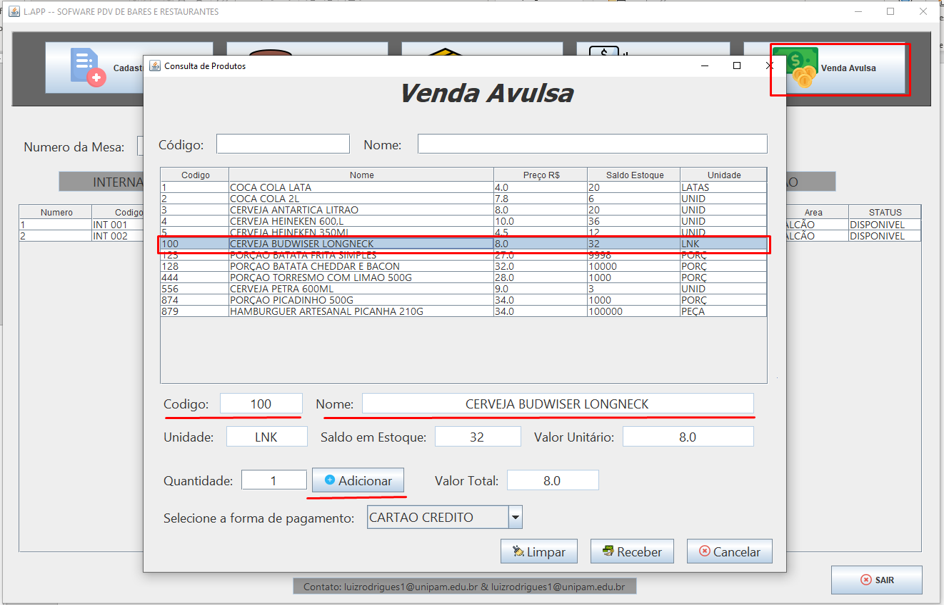 L.APP -- SOFWARE PDV DE BARES E RESTAURANTES
Cadast
Consulta de Produtos
Venda Avulsa
Venda Avulsa
Numero da Mesa:
Código:
Nome:
INTERNA
Numero Codigo
1 INT 001
2 INT 002
Codigo Nome Preço R$ Saldo Estoque Unidade
1 COCA COLA LATA 4.0 20 LATAS
2 COCA COLA 2L 7.8 6 UNID
3 CERVEJA ANTARTICA LITRAO 8.0 20 UNID
4 CERVEJA HEINEKEN 600,L 10.0 36 UNID
5 CERVEJA HEINEKEN 350ML 4.5 12 UNID
100 CERVEJA BUDWISER LONGNECK 8.0 32 LNK
123 PORÇAO BATATA FRITA SIMPLES 27.0 9998 PORÇ
128 PORÇAO BATATA CHEDDAR E BACON 32.0 10000 PORÇ
444 PORÇAO TORRESMO COM LIMAO 500G 28.0 1000 PORÇ
556 CERVEJA PETRA 600ML 9.0 3 UNID
874 PORÇAO PICADINHO 500G 34.0 1000 PORÇ
879 HAMBURGUER ARTESANAL PICANHA 210G 34.0 100000 PEÇA
ÃO
Area STATUS
ALCÃO DISPONIVEL
ALCÃO DISPONIVEL
Codigo: 100 Nome: CERVEJA BUDWISER LONGNECK
Unidade: LNK Saldo em Estoque: 32 Valor Unitário: 8.0
Quantidade: 1 Adicionar Valor Total: 8.0
Selecione a forma de pagamento: CARTAO CREDITO
Limpar Receber Cancelar
Contato: luizrodrigues1@unipam.edu.br & luizrodrigues1@unipam.edu.br
SAIR